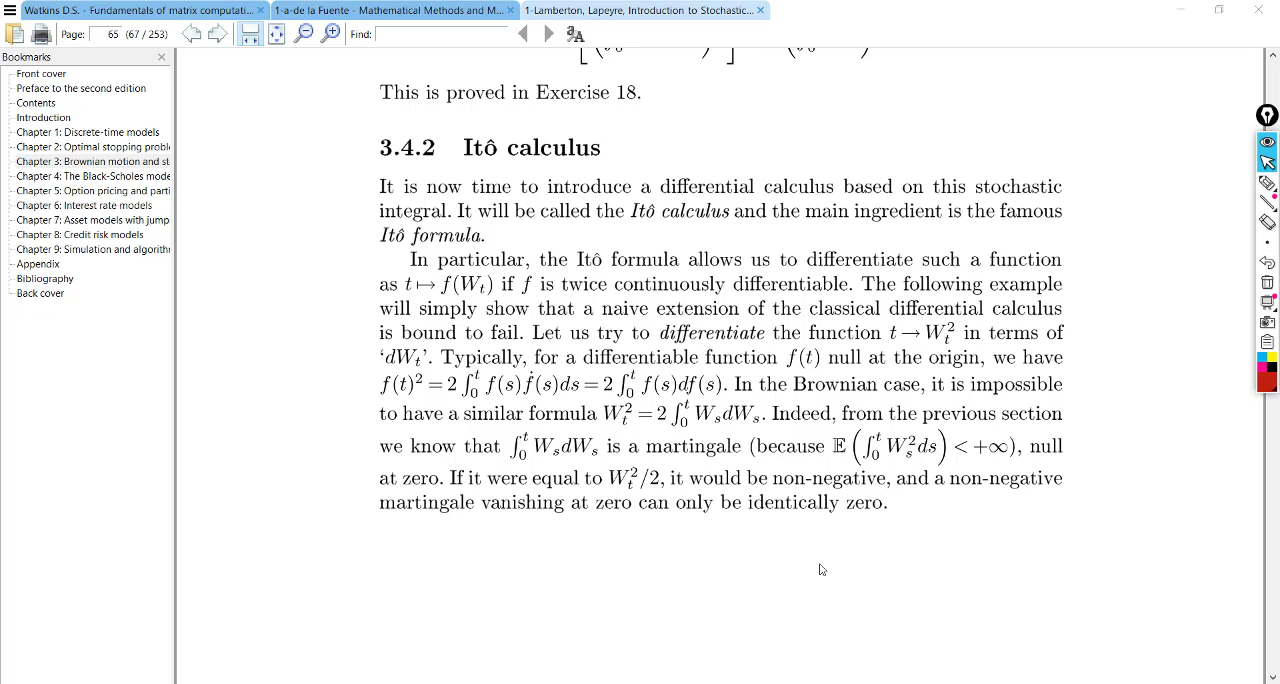 Watkins D.S. - Fundamentals of matrix computati...
1-a-de la Fuente - Mathematical Methods and M...
1-Lamberton, Lapeyre, Introduction to Stochastic...
Page: 65 (67 / 253) Find:
Bookmarks
Front cover
Preface to the second edition
Contents
Introduction
Chapter 1: Discrete-time models
Chapter 2: Optimal stopping probl
Chapter 3: Brownian motion and st
Chapter 4: The Black-Scholes mode
Chapter 5: Option pricing and parti
Chapter 6: Interest rate models
Chapter 7: Asset models with jump
Chapter 8: Credit risk models
Chapter 9: Simulation and algorith
Appendix
Bibliography
Back cover
This is proved in Exercise 18.
3.4.2 Itô calculus
It is now time to introduce a differential calculus based on this stochastic
integral. It will be called the Itô calculus and the main ingredient is the famous
Itô formula.
In particular, the Itô formula allows us to differentiate such a function
as t ↦ f(W_t) if f is twice continuously differentiable. The following example
will simply show that a naive extension of the classical differential calculus
is bound to fail. Let us try to differentiate the function t → W_t^2 in terms of
‘dW_t’. Typically, for a differentiable function f(t) null at the origin, we have
f(t)^2 = 2 ∫_0^t f(s)ḟ(s)ds = 2 ∫_0^t f(s)df(s). In the Brownian case, it is impossible
to have a similar formula W_t^2 = 2 ∫_0^t W_s dW_s. Indeed, from the previous section
we know that ∫_0^t W_s dW_s is a martingale (because 𝔼(∫_0^t W_s^2 ds) < +∞), null
at zero. If it were equal to W_t^2/2, it would be non-negative, and a non-negative
martingale vanishing at zero can only be identically zero.